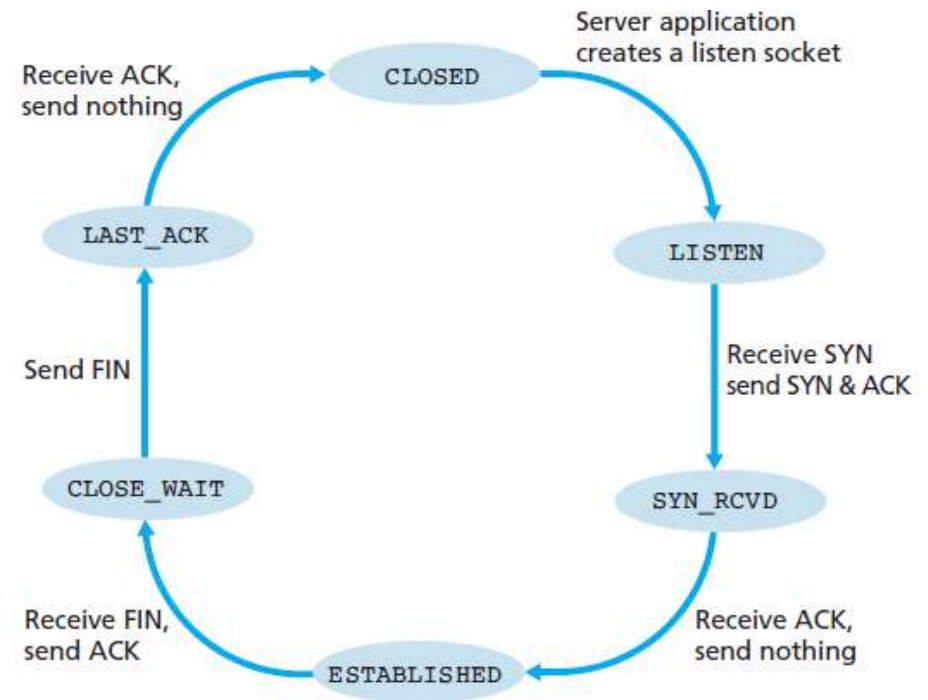 Server application
creates a listen socket
CLOSED
Receive ACK,
send nothing
LAST_ACK
LISTEN
Receive SYN
send SYN & ACK
Send FIN
CLOSE_WAIT
SYN_RCVD
Receive FIN,
send ACK
Receive ACK,
send nothing
ESTABLISHED